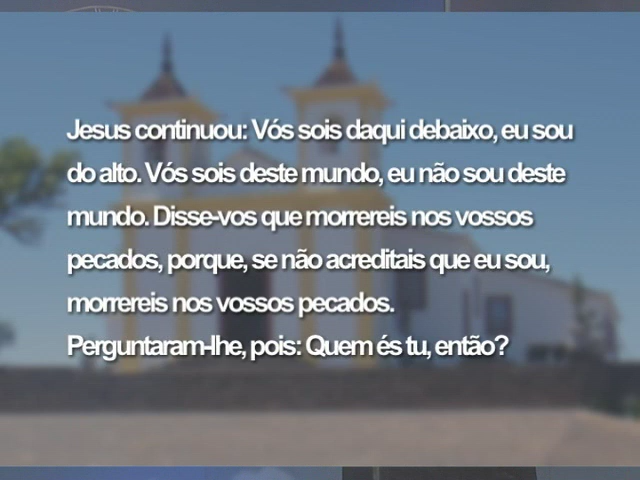 Jesus continuou: Vós sois daqui debaixo, eu sou
do alto. Vós sois deste mundo, eu não sou deste
mundo. Disse-vos que morrereis nos vossos
pecados, porque, se não acreditais que eu sou,
morrereis nos vossos pecados.
Perguntaram-lhe, pois: Quem és tu, então?